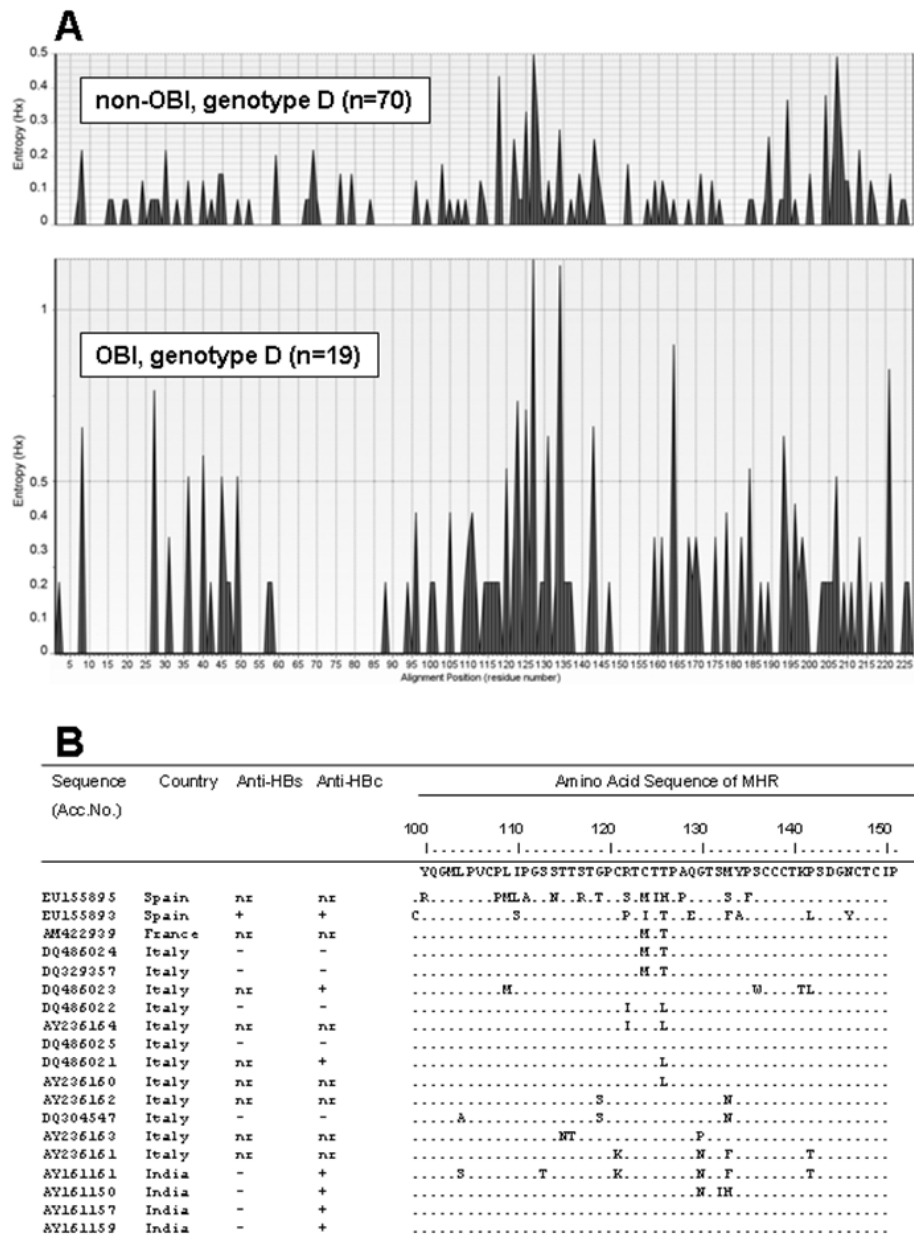 A
0.5
0.4
0.3
0.2
0.1
0
Entropy (Hx)
non-OBI, genotype D (n=70)
1
0.5
0.4
0.3
0.2
0.1
0
Entropy (Hx)
OBI, genotype D (n=19)
5 10 15 20 25 30 35 40 45 50 55 60 65 70 75 80 85 90 95 100 105 110 115 120 125 130 135 140 145 150 155 160 165 170 175 180 185 190 195 200 205 210 215 220 225
Alignment Position (residue number)
B
Sequence Country Anti-HBs Anti-HBc Amino Acid Sequence of MHR
(Acc.No.)
100 110 120 130 140 150
YQGMLPVCPLIPGSSTTSTGPCRTCTTPAQGTSMYPSCCCTKPSDGNCTCIP
EU155895 Spain nr nr
EU155893 Spain + +
AM422939 France nr nr
DQ486024 Italy - -
DQ329357 Italy - -
DQ486023 Italy nr +
DQ486022 Italy - -
AY236164 Italy nr nr
DQ486025 Italy - -
DQ486021 Italy nr +
AY236160 Italy nr nr
AY236162 Italy nr nr
DQ304547 Italy - -
AY236163 Italy nr nr
AY236161 Italy nr nr
AY161161 India - +
AY161150 India - +
AY161157 India - +
AY161159 India - +